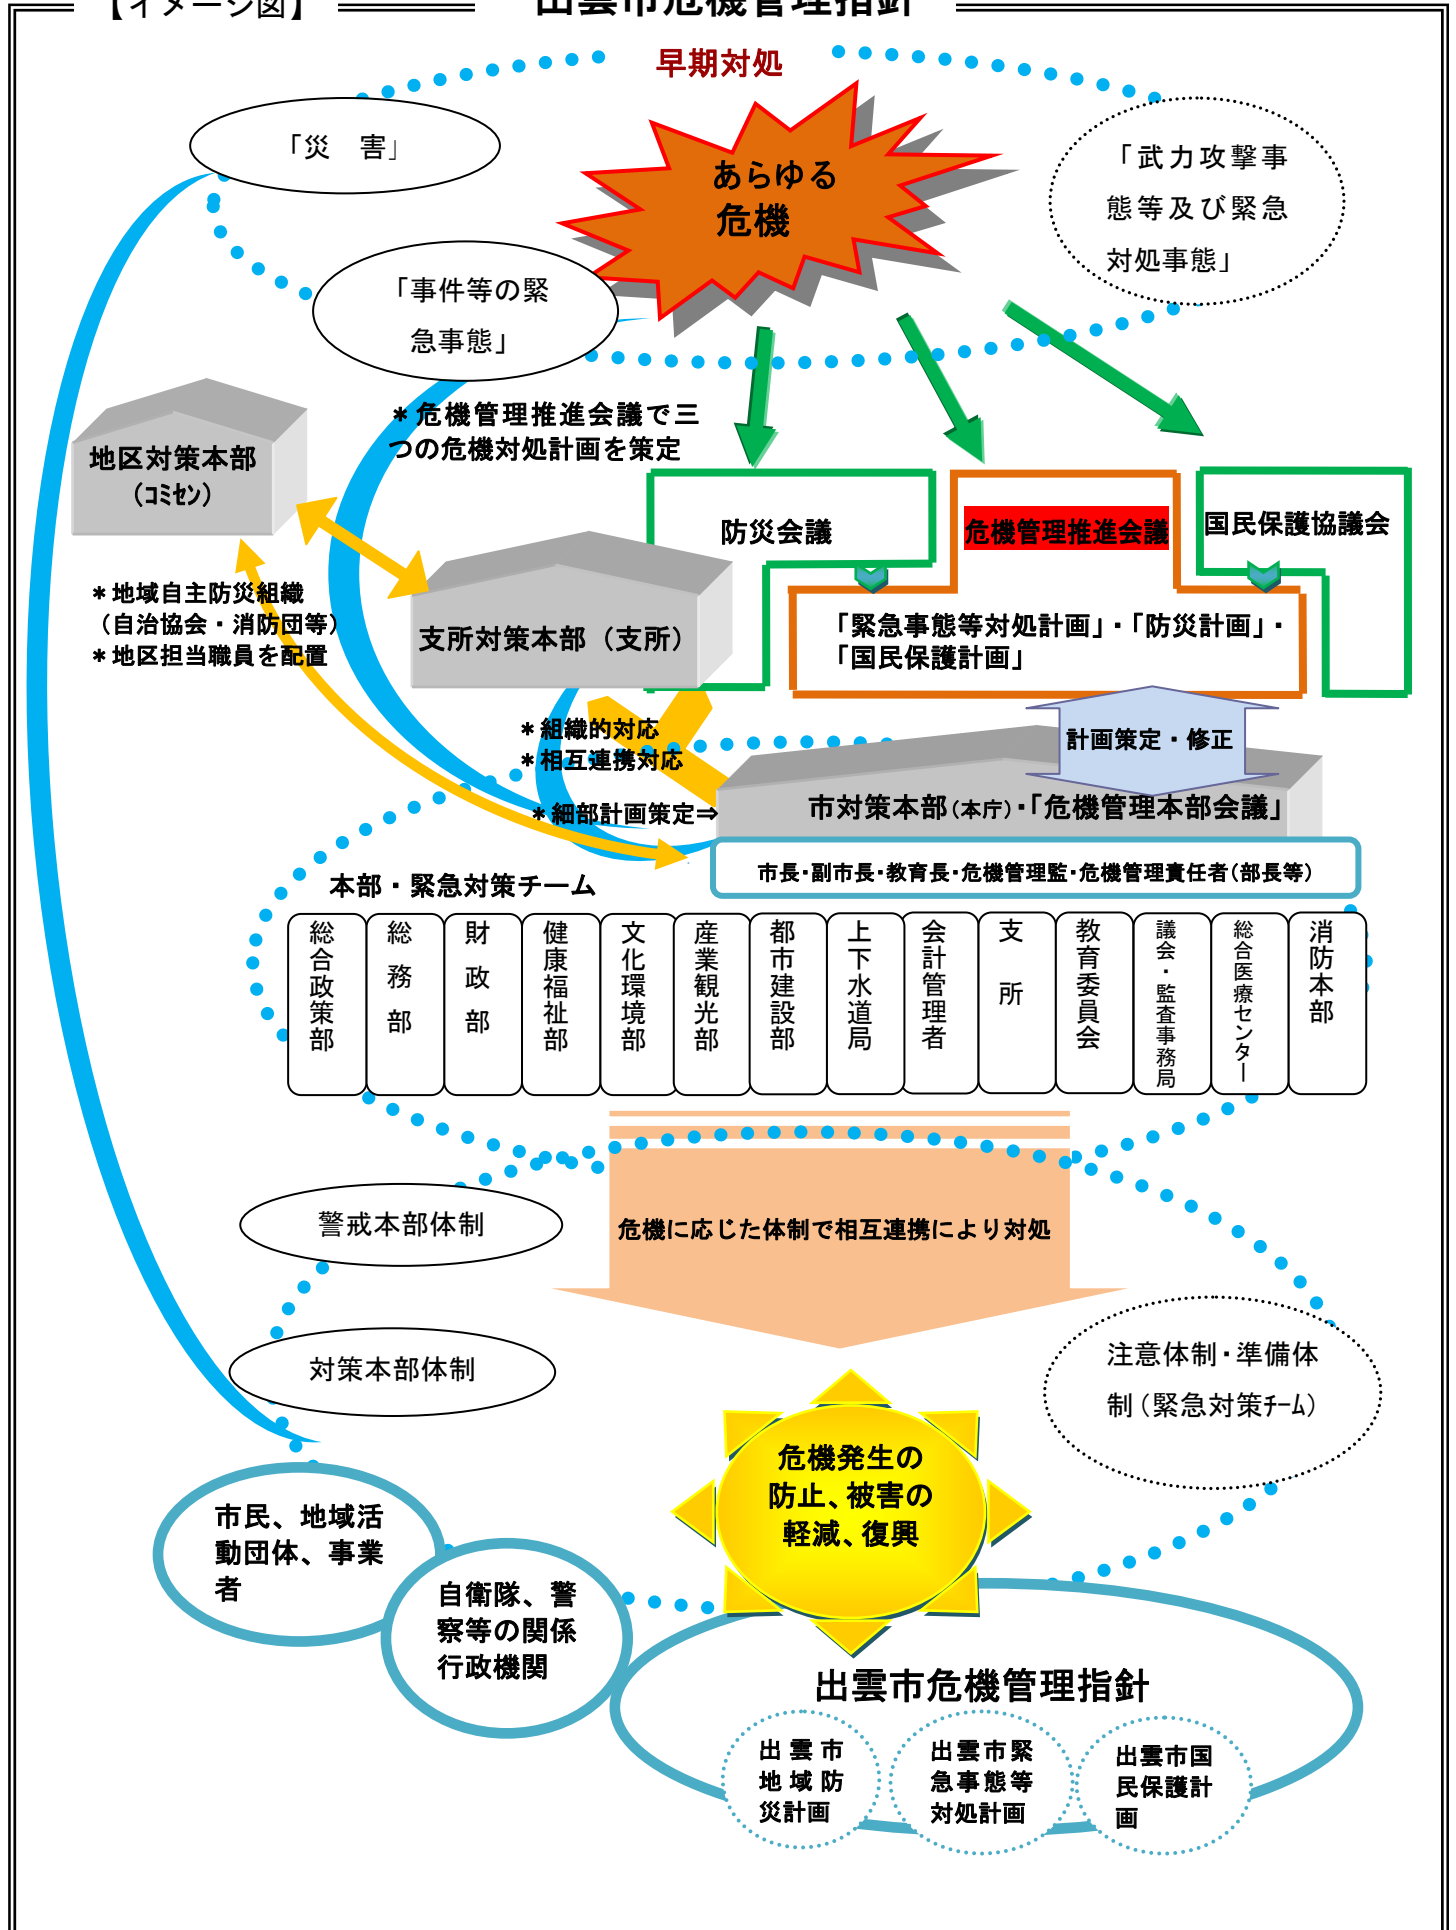 【イメージ図】
出雲市危機管理指針
早期対処
「災　害」
あらゆる
危機
「武力攻撃事
態等及び緊急
対処事態」
「事件等の緊
急事態」
＊危機管理推進会議で三
つの危機対処計画を策定
地区対策本部
（ｺﾐｾﾝ）
防災会議
危機管理推進会議
国民保護協議会
＊地域自主防災組織
（自治協会・消防団等）
＊地区担当職員を配置
支所対策本部（支所）
「緊急事態等対処計画」・「防災計画」・
「国民保護計画」
＊組織的対応
＊相互連携対応
計画策定・修正
＊細部計画策定⇒
市対策本部（本庁）・「危機管理本部会議」
市長・副市長・教育長・危機管理監・危機管理責任者（部長等）
本部・緊急対策チーム
総合政策部
総務部
財政部
健康福祉部
文化環境部
産業観光部
都市建設部
上下水道局
会計管理者
支所
教育委員会
議会・監査事務局
総合医療センター
消防本部
警戒本部体制
危機に応じた体制で相互連携により対処
対策本部体制
注意体制・準備体
制（緊急対策ﾁｰﾑ）
危機発生の
防止、被害の
軽減、復興
市民、地域活
動団体、事業
者
自衛隊、警
察等の関係
行政機関
出雲市危機管理指針
出雲市
地域防
災計画
出雲市緊
急事態等
対処計画
出雲市国
民保護計
画